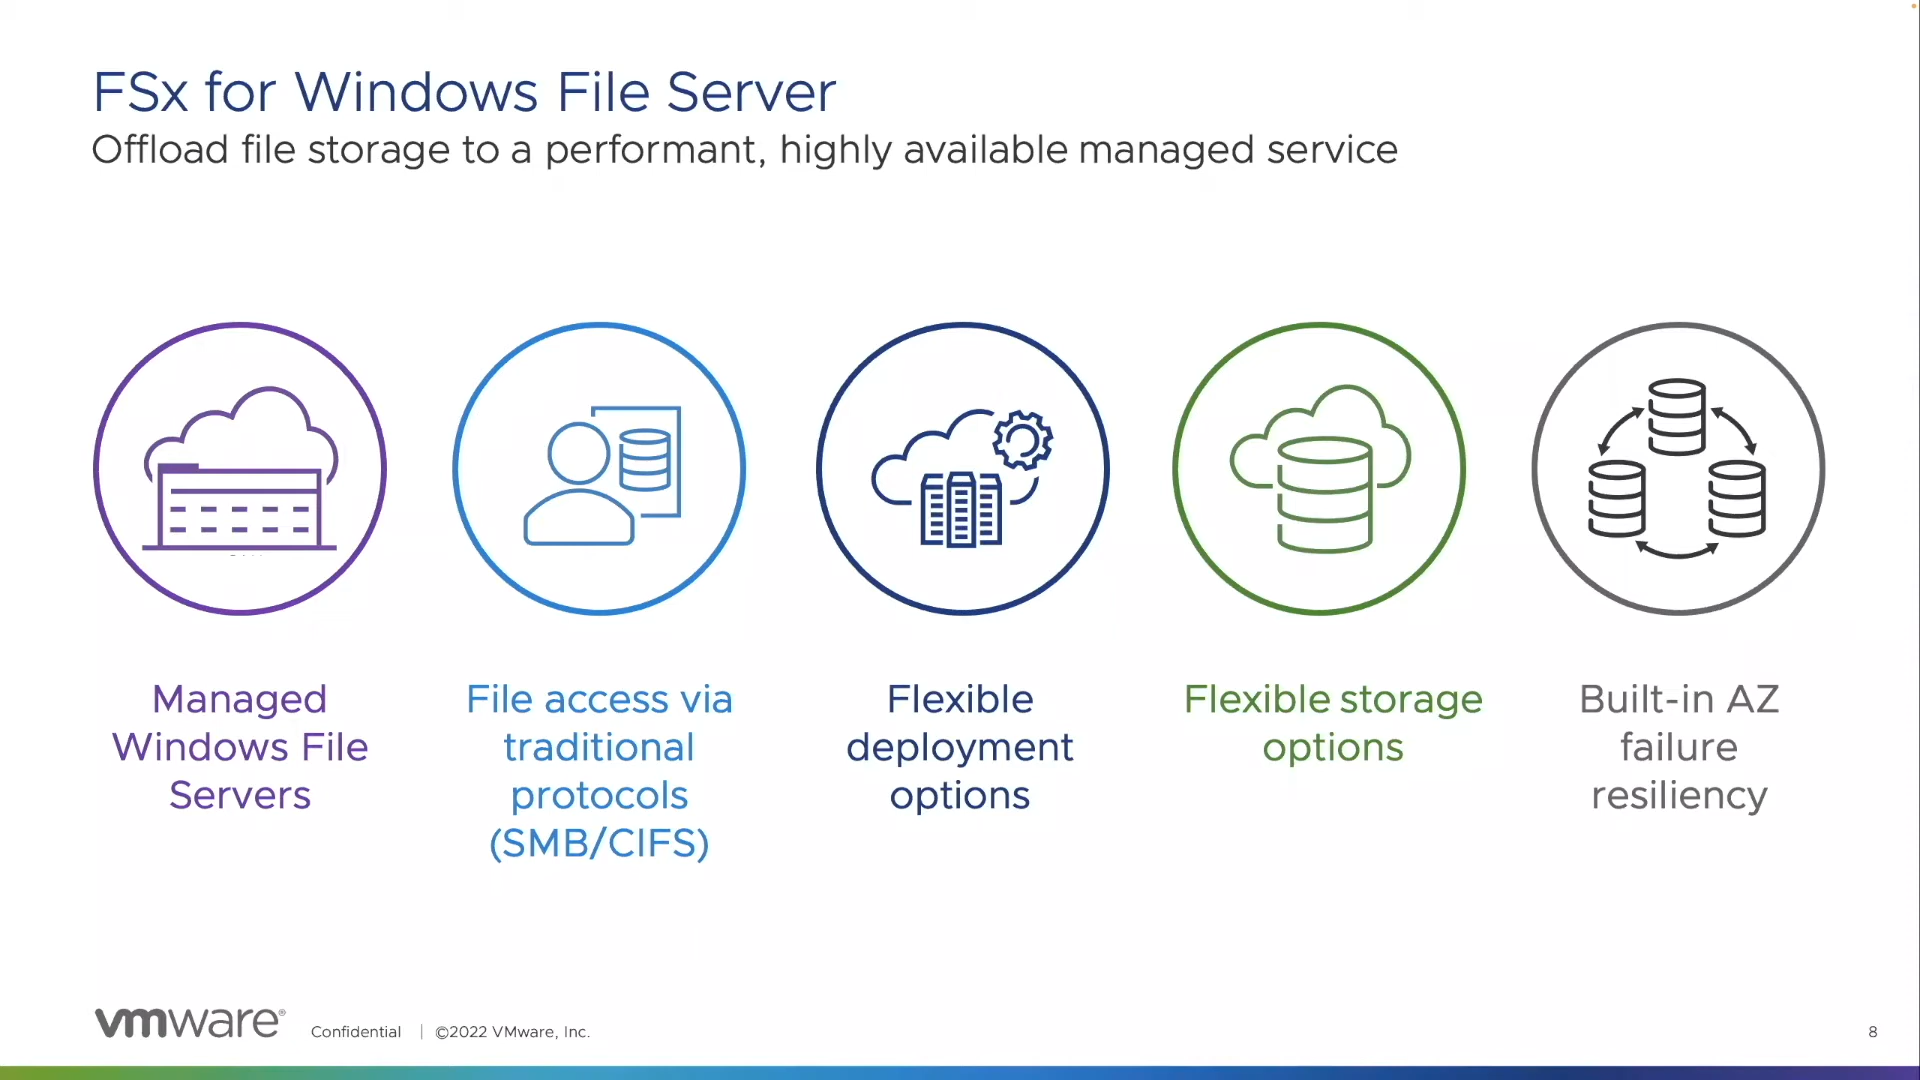 FSx for Windows File Server
Offload file storage to a performant, highly available managed service
Managed
Windows File
Servers
File access via
traditional
protocols
(SMB/CIFS)
Flexible
deployment
options
Flexible storage
options
Built-in AZ
failure
resiliency
vmware®
Confidential | ©2022 VMware, Inc.
8